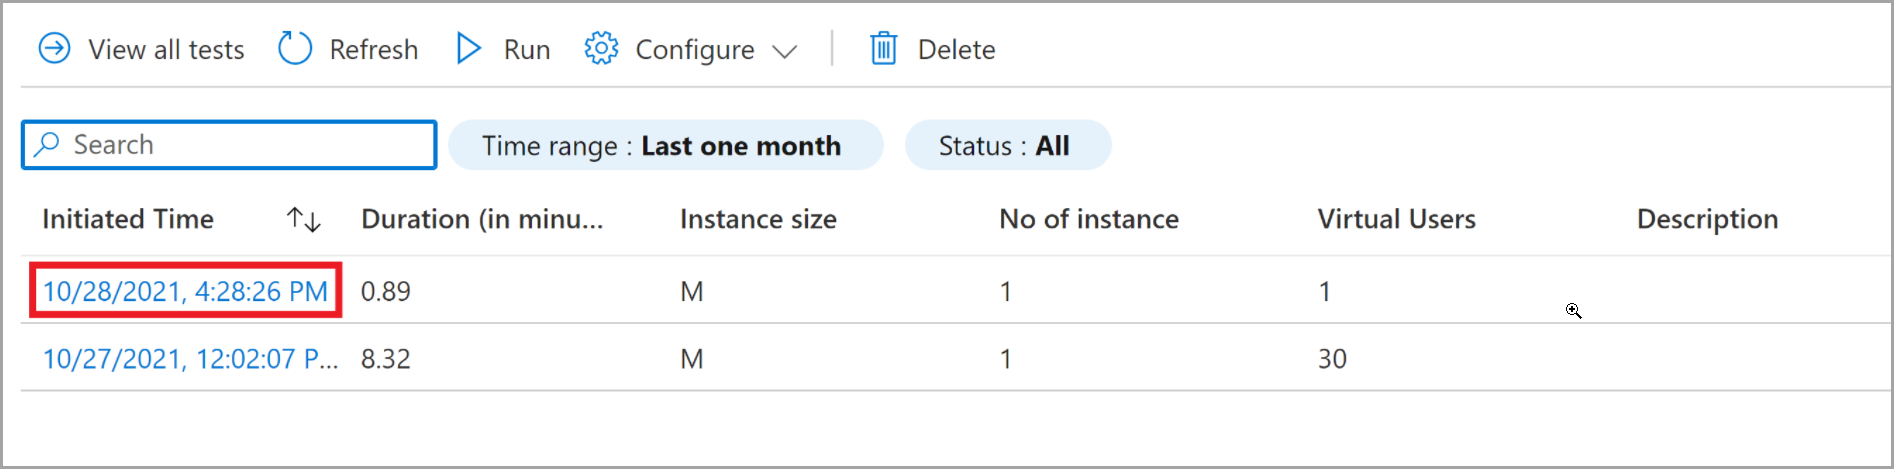 View all tests Refresh Run Configure Delete
Search Time range : Last one month Status : All
Initiated Time Duration (in minu... Instance size No of instance Virtual Users Description
10/28/2021, 4:28:26 PM 0.89 M 1 1
10/27/2021, 12:02:07 P... 8.32 M 1 30